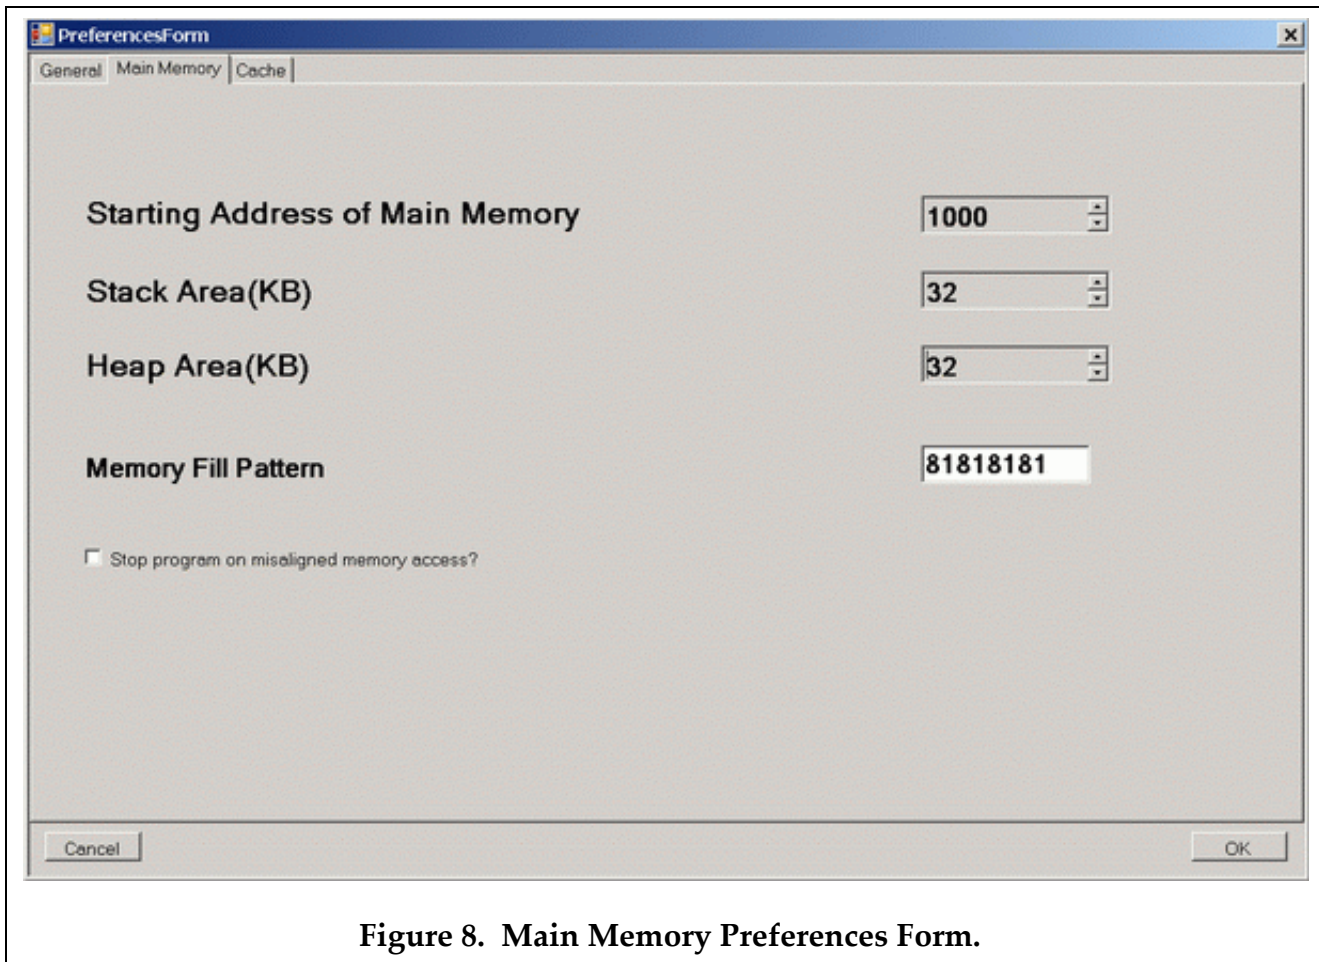 PreferencesForm
General Main Memory Cache
Starting Address of Main Memory 1000
Stack Area(KB) 32
Heap Area(KB) 32
Memory Fill Pattern 81818181
Stop program on misaligned memory access?
Cancel OK
Figure 8. Main Memory Preferences Form.